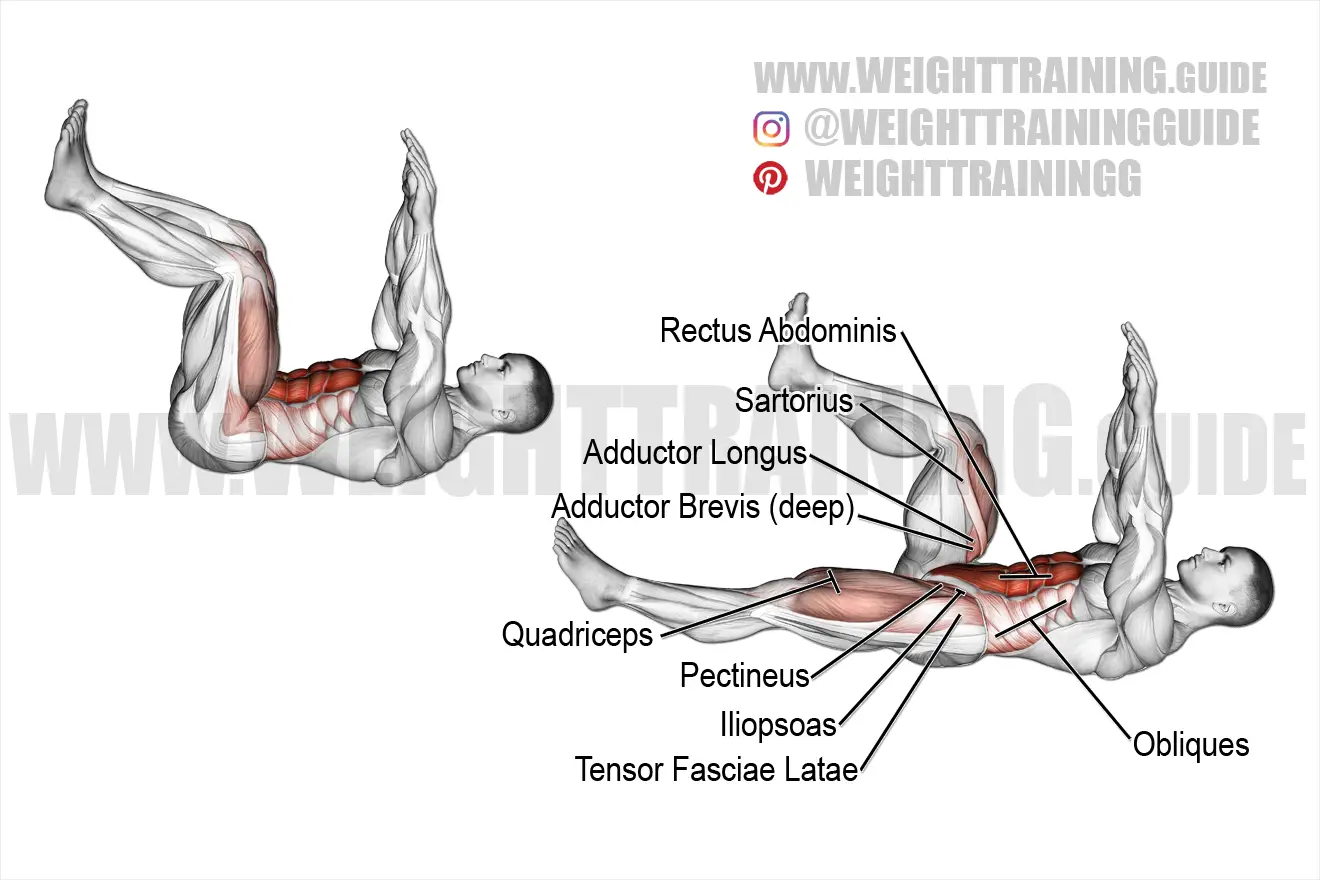 WWW.WEIGHTTRAINING.GUIDE
@WEIGHTTRAININGGUIDE
WEIGHTTRAININGG
Rectus Abdominis
Sartorius
WWW.WEIGHTTRAINING.GUIDE
Adductor Longus
Adductor Brevis (deep)
Quadriceps
Pectineus
Iliopsoas
Obliques
Tensor Fasciae Latae